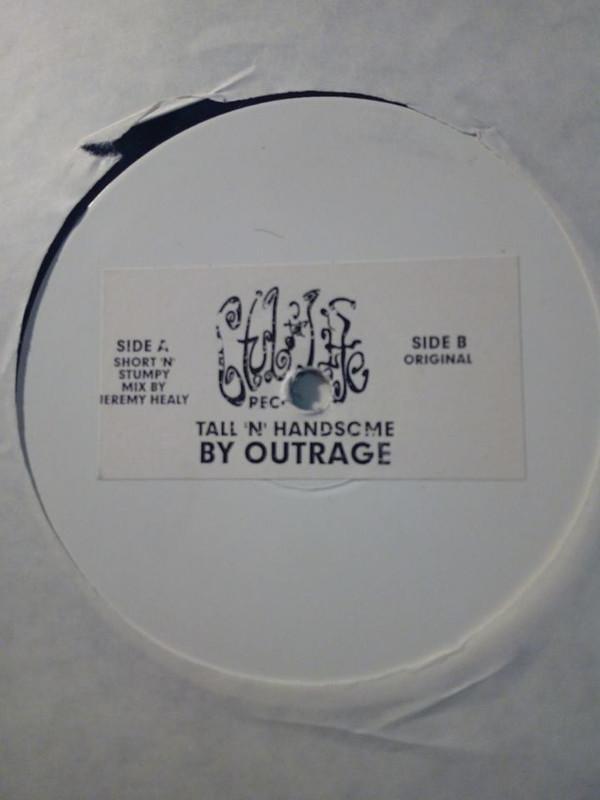 SIDE A
SHORT 'N'
STUMPY
MIX BY
JEREMY HEALY
SIDE B
ORIGINAL
TALL 'N' HANDSOME
BY OUTRAGE